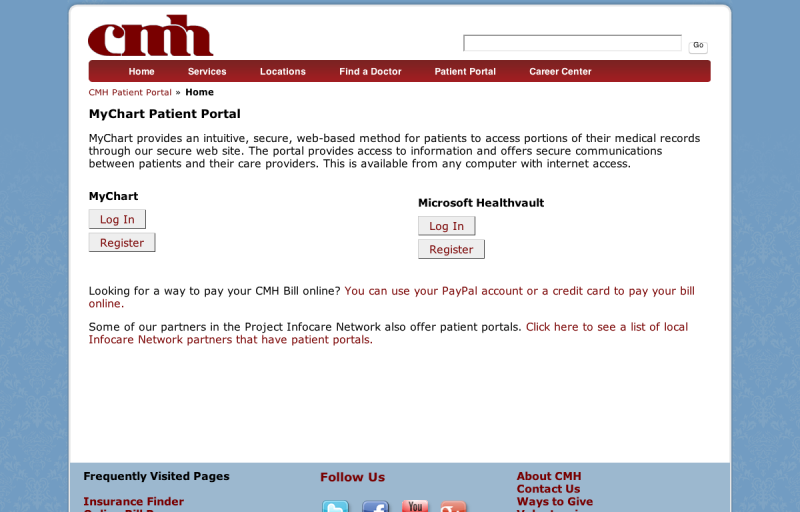 cmh
Go
Home Services Locations Find a Doctor Patient Portal Career Center
CMH Patient Portal » Home
MyChart Patient Portal
MyChart provides an intuitive, secure, web-based method for patients to access portions of their medical records
through our secure web site. The portal provides access to information and offers secure communications
between patients and their care providers. This is available from any computer with internet access.
MyChart
Log In
Register
Microsoft Healthvault
Log In
Register
Looking for a way to pay your CMH Bill online? You can use your PayPal account or a credit card to pay your bill
online.
Some of our partners in the Project Infocare Network also offer patient portals. Click here to see a list of local
Infocare Network partners that have patient portals.
Frequently Visited Pages
Insurance Finder
Follow Us
You
About CMH
Contact Us
Ways to Give